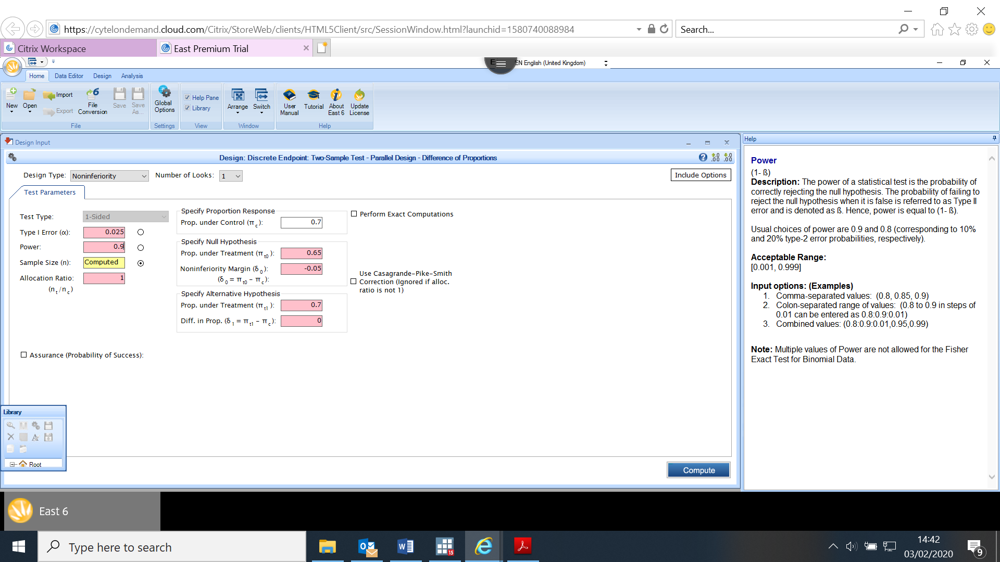 https://cytelondemand.cloud.com/Citrix/StoreWeb/clients/HTML5Client/src/SessionWindow.html?launchid=1580740088984
Search...
Citrix Workspace
East Premium Trial
EN English (United Kingdom)
Home Data Editor Design Analysis
New
Open
Import
Export
File Conversion
Save
Save As...
File
Global Options
Settings
Help Pane
Library
View
Arrange
Switch
Window
User Manual
Tutorial
About East 6
Update License
Help
Design Input
Design: Discrete Endpoint: Two-Sample Test - Parallel Design - Difference of Proportions
Design Type: Noninferiority Number of Looks: 1
Include Options
Test Parameters
Test Type: 1-Sided
Type I Error (α): 0.025
Power: 0.9
Sample Size (n): Computed
Allocation Ratio: 1
(nt/nc)
Specify Proportion Response
Prop. under Control (πc): 0.7
Specify Null Hypothesis
Prop. under Treatment (πt0): 0.65
Noninferiority Margin (δ0): -0.05
(δ0 = πt0 - πc):
Specify Alternative Hypothesis
Prop. under Treatment (πt1): 0.7
Diff. in Prop. (δ1 = πt1 - πc): 0
Perform Exact Computations
Use Casagrande-Pike-Smith
Correction (Ignored if alloc.
ratio is not 1)
Assurance (Probability of Success):
Library
Root
Compute
Help
Power
(1- ß)
Description: The power of a statistical test is the probability of
correctly rejecting the null hypothesis. The probability of failing to
reject the null hypothesis when it is false is referred to as Type II
error and is denoted as ß. Hence, power is equal to (1- ß).
Usual choices of power are 0.9 and 0.8 (corresponding to 10%
and 20% type-2 error probabilities, respectively).
Acceptable Range:
[0.001, 0.999]
Input options: (Examples)
1. Comma-separated values: (0.8, 0.85, 0.9)
2. Colon-separated range of values: (0.8 to 0.9 in steps of
0.01 can be entered as 0.8:0.9:0.01)
3. Combined values: (0.8:0.9:0.01,0.95,0.99)
Note: Multiple values of Power are not allowed for the Fisher
Exact Test for Binomial Data.
East 6
Type here to search
15
14:42
03/02/2020
9